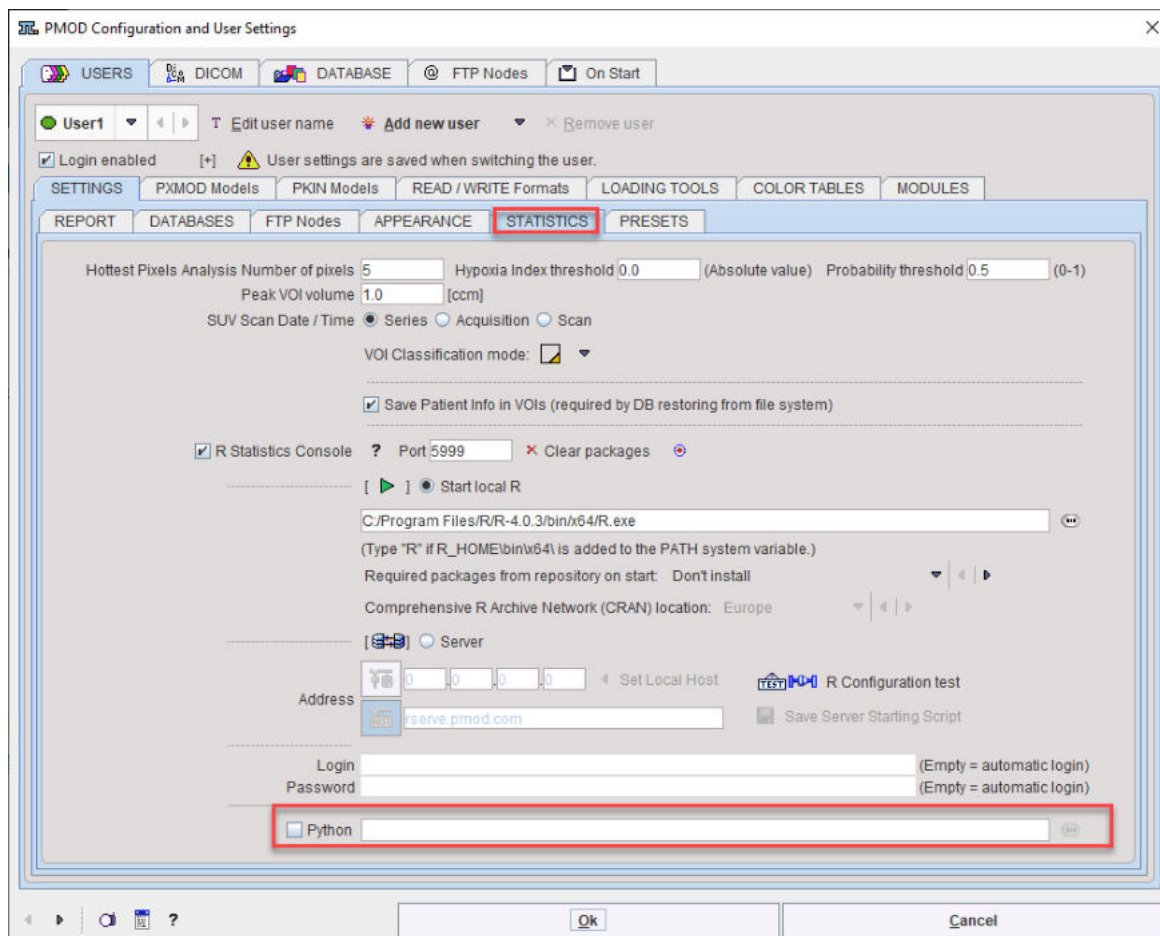 PMOD Configuration and User Settings
USERS DICOM DATABASE @ FTP Nodes On Start
User1 T Edit user name Add new user Remove user
Login enabled [+] User settings are saved when switching the user.
SETTINGS PXMOD Models PKIN Models READ / WRITE Formats LOADING TOOLS COLOR TABLES MODULES
REPORT DATABASES FTP Nodes APPEARANCE STATISTICS PRESETS
Hottest Pixels Analysis Number of pixels 5 Hypoxia Index threshold 0.0 (Absolute value) Probability threshold 0.5 (0-1)
Peak VOI volume 1.0 [ccm]
SUV Scan Date / Time Series Acquisition Scan
VOI Classification mode:
Save Patient Info in VOIs (required by DB restoring from file system)
R Statistics Console ? Port 5999 Clear packages
[ ] Start local R
C:/Program Files/R/R-4.0.3/bin/x64/R.exe
(Type "R" if R_HOME\bin\x64\ is added to the PATH system variable.)
Required packages from repository on start: Don't install
Comprehensive R Archive Network (CRAN) location: Europe
[ ] Server
Address 0 .0 .0 .0 Set Local Host TEST R Configuration test
rserve.pmod.com Save Server Starting Script
Login (Empty = automatic login)
Password (Empty = automatic login)
Python
? Ok Cancel